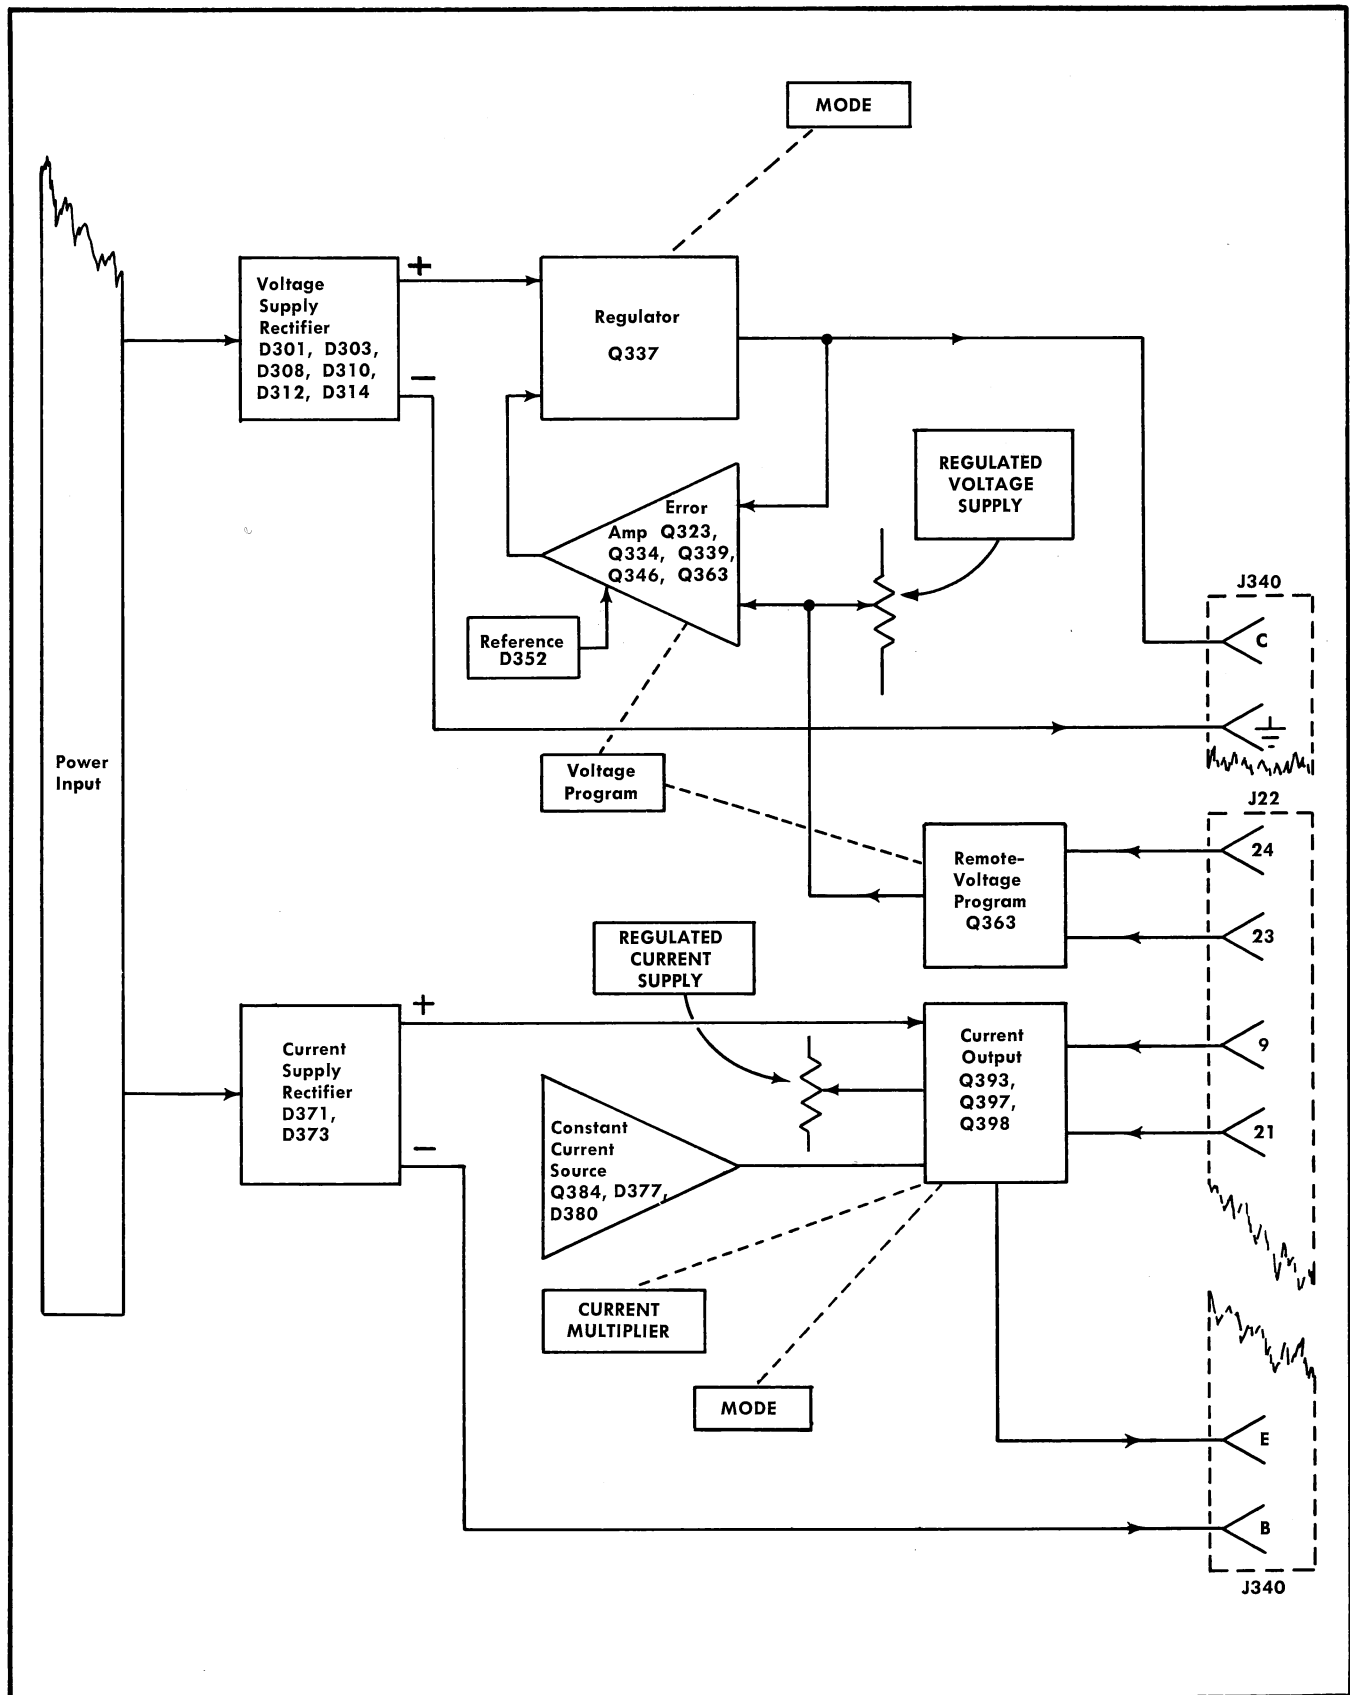 MODE
Voltage
Supply
Rectifier
D301, D303,
D308, D310,
D312, D314
+
−
Regulator
Q337
REGULATED
VOLTAGE
SUPPLY
Error
Amp Q323,
Q334, Q339,
Q346, Q363
Reference
D352
J340
C
Power
Input
Voltage
Program
J22
24
23
Remote-
Voltage
Program
Q363
REGULATED
CURRENT
SUPPLY
+
−
Current
Supply
Rectifier
D371,
D373
Current
Output
Q393,
Q397,
Q398
9
21
Constant
Current
Source
Q384, D377,
D380
CURRENT
MULTIPLIER
MODE
E
B
J340